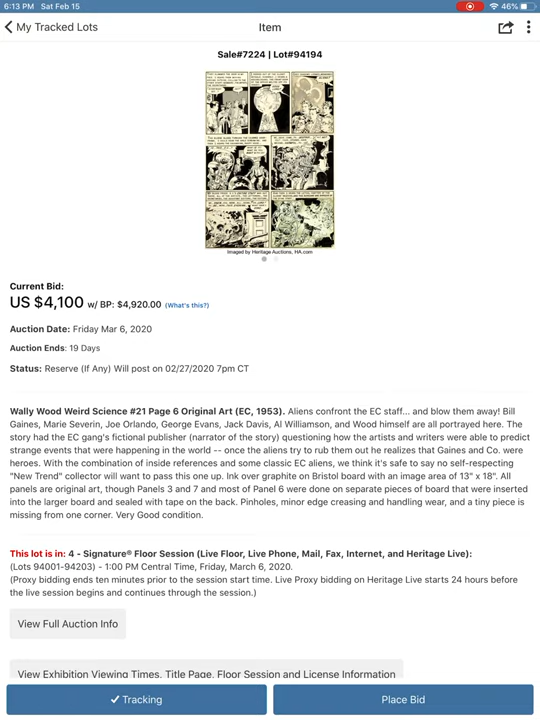 6:13 PM Sat Feb 15
46%
My Tracked Lots
Item
Sale#7224 | Lot#94194
Imaged by Heritage Auctions, HA.com
Current Bid:
US $4,100 w/ BP: $4,920.00 (What's this?)
Auction Date: Friday Mar 6, 2020
Auction Ends: 19 Days
Status: Reserve (If Any) Will post on 02/27/2020 7pm CT
Wally Wood Weird Science #21 Page 6 Original Art (EC, 1953). Aliens confront the EC staff... and blow them away! Bill
Gaines, Marie Severin, Joe Orlando, George Evans, Jack Davis, Al Williamson, and Wood himself are all portrayed here. The
story had the EC gang's fictional publisher (narrator of the story) questioning how the artists and writers were able to predict
strange events that were happening in the world -- once the aliens try to rub them out he realizes that Gaines and Co. were
heroes. With the combination of inside references and some classic EC aliens, we think it's safe to say no self-respecting
"New Trend" collector will want to pass this one up. Ink over graphite on Bristol board with an image area of 13" x 18". All
panels are original art, though Panels 3 and 7 and most of Panel 6 were done on separate pieces of board that were inserted
into the larger board and sealed with tape on the back. Pinholes, minor edge creasing and handling wear, and a tiny piece is
missing from one corner. Very Good condition.
This lot is in: 4 - Signature® Floor Session (Live Floor, Live Phone, Mail, Fax, Internet, and Heritage Live):
(Lots 94001-94203) - 1:00 PM Central Time, Friday, March 6, 2020.
(Proxy bidding ends ten minutes prior to the session start time. Live Proxy bidding on Heritage Live starts 24 hours before
the live session begins and continues through the session.)
View Full Auction Info
View Exhibition Viewing Times, Title Page, Floor Session and License Information
✓ Tracking
Place Bid